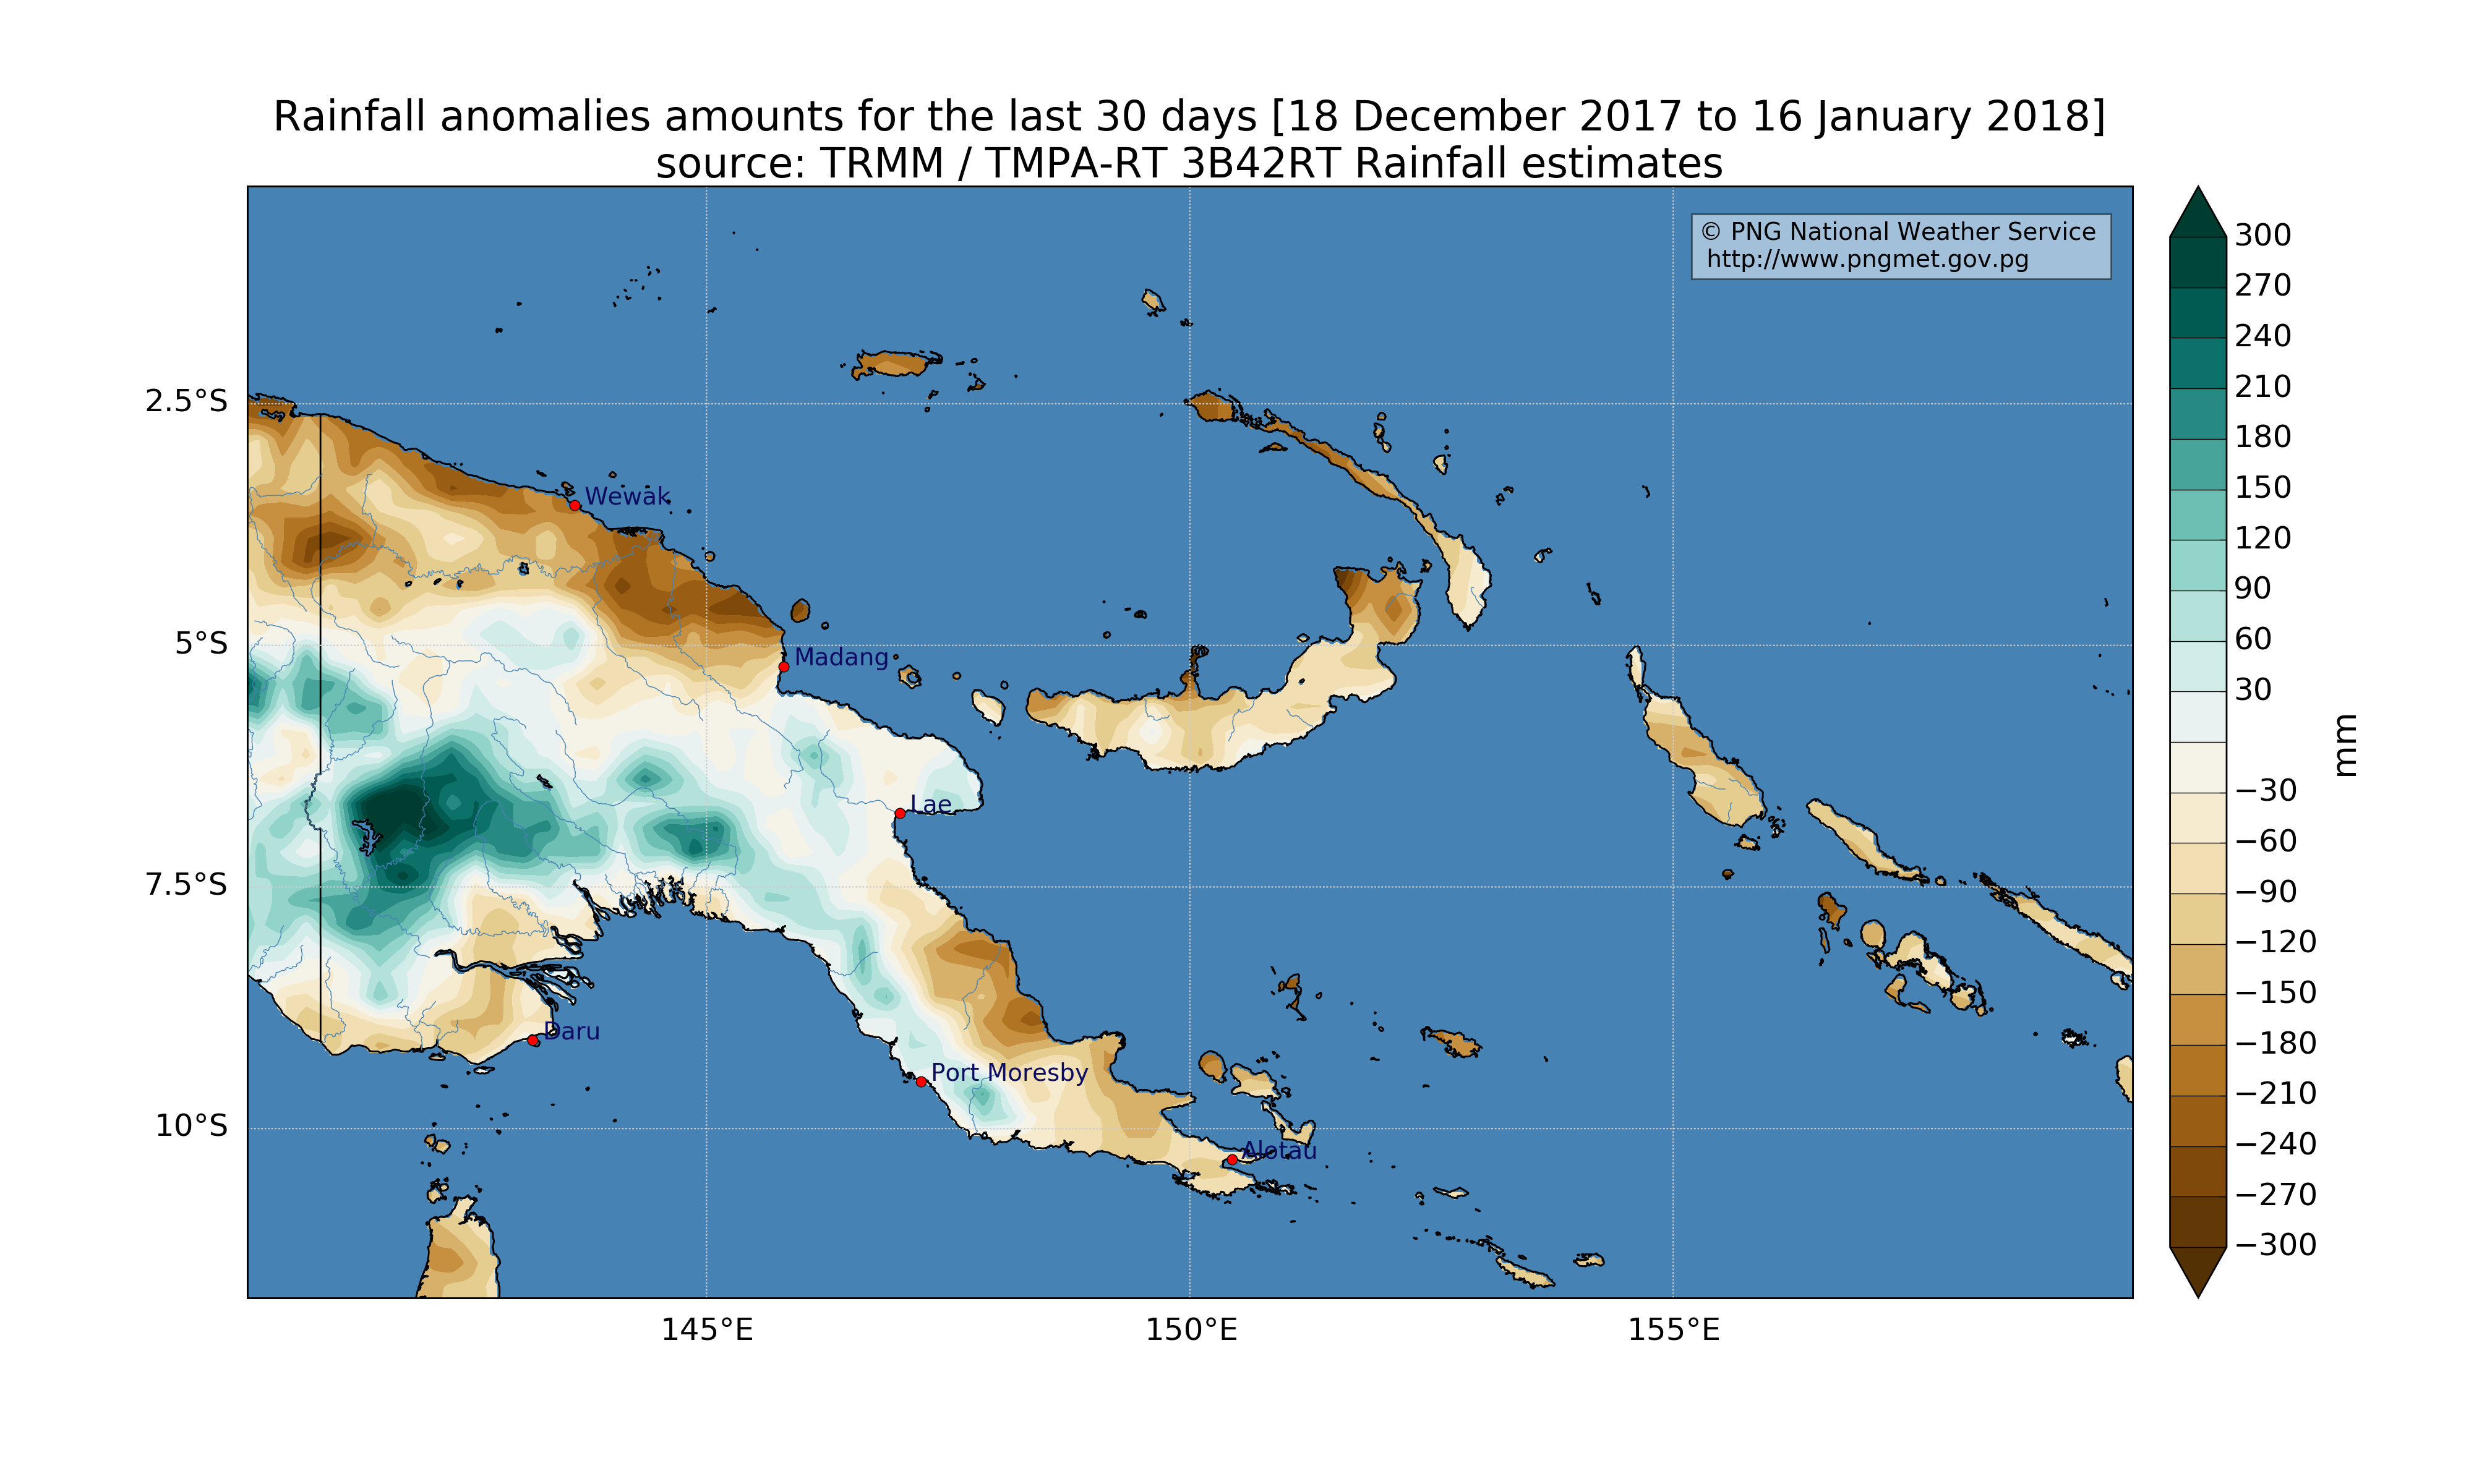 Rainfall anomalies amounts for the last 30 days [18 December 2017 to 16 January 2018]
source: TRMM / TMPA-RT 3B42RT Rainfall estimates
© PNG National Weather Service
http://www.pngmet.gov.pg
2.5°S
5°S
7.5°S
10°S
Wewak
Madang
Lae
Daru
Port Moresby
Alotau
145°E
150°E
155°E
300
270
240
210
180
150
120
90
60
30
−30
−60
−90
−120
−150
−180
−210
−240
−270
−300
mm